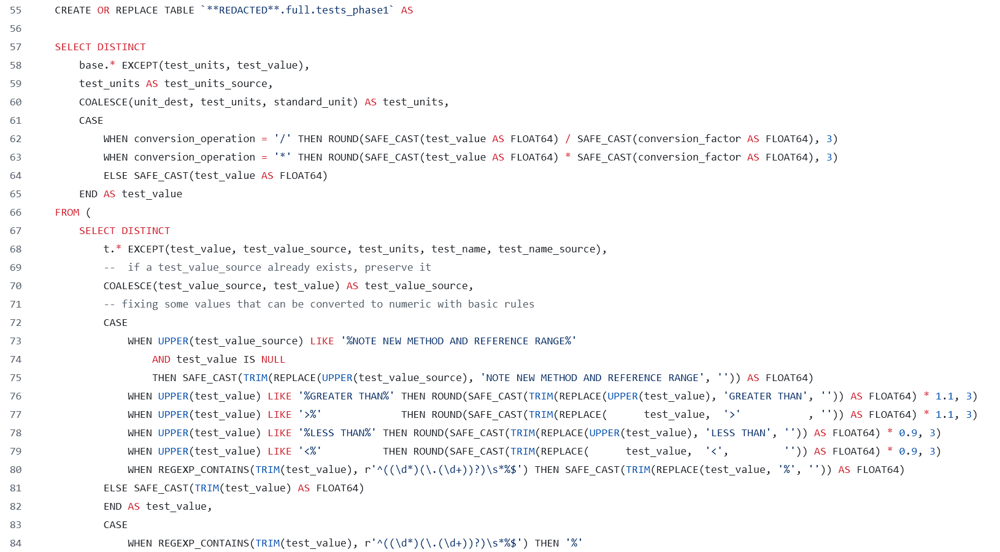 55 CREATE OR REPLACE TABLE `**REDACTED**.full.tests_phase1` AS
56
57 SELECT DISTINCT
58 base.* EXCEPT(test_units, test_value),
59 test_units AS test_units_source,
60 COALESCE(unit_dest, test_units, standard_unit) AS test_units,
61 CASE
62 WHEN conversion_operation = '/' THEN ROUND(SAFE_CAST(test_value AS FLOAT64) / SAFE_CAST(conversion_factor AS FLOAT64), 3)
63 WHEN conversion_operation = '*' THEN ROUND(SAFE_CAST(test_value AS FLOAT64) * SAFE_CAST(conversion_factor AS FLOAT64), 3)
64 ELSE SAFE_CAST(test_value AS FLOAT64)
65 END AS test_value
66 FROM (
67 SELECT DISTINCT
68 t.* EXCEPT(test_value, test_value_source, test_units, test_name, test_name_source),
69 --  if a test_value_source already exists, preserve it
70 COALESCE(test_value_source, test_value) AS test_value_source,
71 -- fixing some values that can be converted to numeric with basic rules
72 CASE
73 WHEN UPPER(test_value_source) LIKE '%NOTE NEW METHOD AND REFERENCE RANGE%'
74 AND test_value IS NULL
75 THEN SAFE_CAST(TRIM(REPLACE(UPPER(test_value_source), 'NOTE NEW METHOD AND REFERENCE RANGE', '')) AS FLOAT64)
76 WHEN UPPER(test_value) LIKE '%GREATER THAN%' THEN ROUND(SAFE_CAST(TRIM(REPLACE(UPPER(test_value), 'GREATER THAN', '')) AS FLOAT64) * 1.1, 3)
77 WHEN UPPER(test_value) LIKE '>%'             THEN ROUND(SAFE_CAST(TRIM(REPLACE(      test_value,  '>'           , '')) AS FLOAT64) * 1.1, 3)
78 WHEN UPPER(test_value) LIKE '%LESS THAN%' THEN ROUND(SAFE_CAST(TRIM(REPLACE(UPPER(test_value), 'LESS THAN', '')) AS FLOAT64) * 0.9, 3)
79 WHEN UPPER(test_value) LIKE '<%'          THEN ROUND(SAFE_CAST(TRIM(REPLACE(      test_value,  '<',         '')) AS FLOAT64) * 0.9, 3)
80 WHEN REGEXP_CONTAINS(TRIM(test_value), r'^((\d*)(\.(\d+))?)\s*%$') THEN SAFE_CAST(TRIM(REPLACE(test_value, '%', '')) AS FLOAT64)
81 ELSE SAFE_CAST(TRIM(test_value) AS FLOAT64)
82 END AS test_value,
83 CASE
84 WHEN REGEXP_CONTAINS(TRIM(test_value), r'^((\d*)(\.(\d+))?)\s*%$') THEN '%'